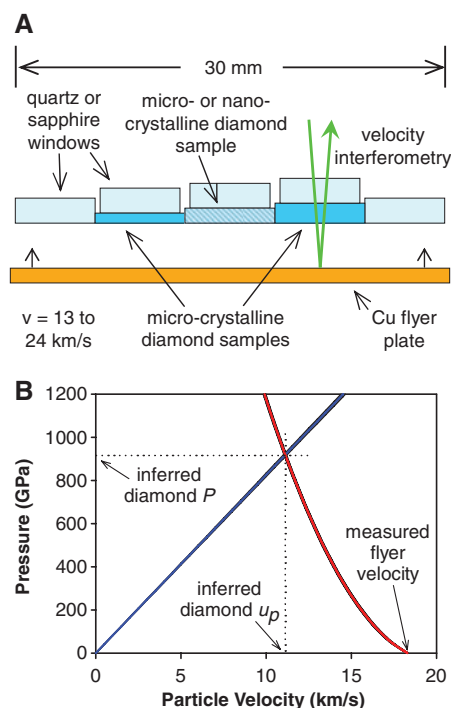 A
30 mm
quartz or
sapphire
windows
micro- or nano-
crystalline diamond
sample
velocity
interferometry
v = 13 to
24 km/s
micro-crystalline
diamond samples
Cu flyer
plate
B
Pressure (GPa)
1200
1000
800
600
400
200
0
inferred
diamond P
inferred
diamond up
measured
flyer
velocity
0 5 10 15 20
Particle Velocity (km/s)